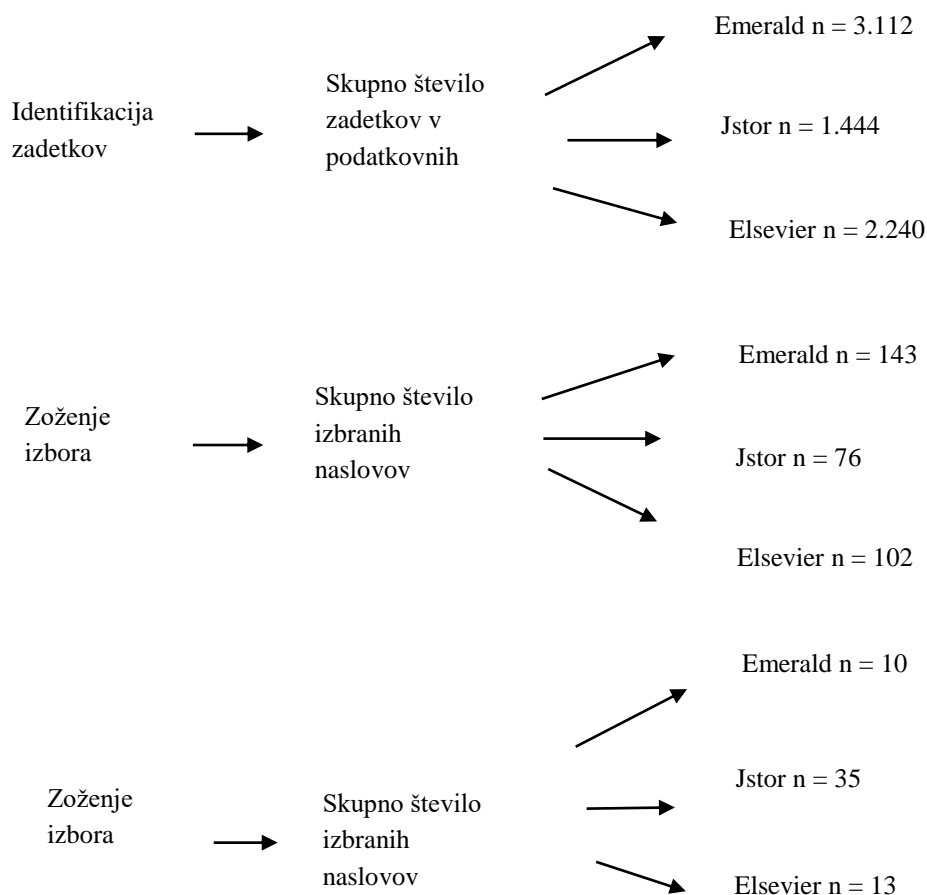 Identifikacija
zadetkov
Skupno število
zadetkov v
podatkovnih
Emerald n = 3.112
Jstor n = 1.444
Elsevier n = 2.240
Zoženje
izbora
Skupno število
izbranih
naslovov
Emerald n = 143
Jstor n = 76
Elsevier n = 102
Zoženje
izbora
Skupno število
izbranih
naslovov
Emerald n = 10
Jstor n = 35
Elsevier n = 13